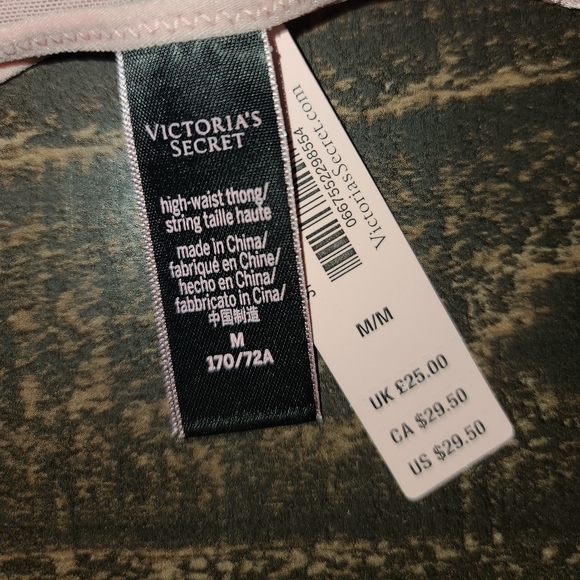 VICTORIA'S
SECRET
high-waist thong/
string taille haute
made in China/
fabriqué en Chine/
hecho en China/
fabbricato in Cina/
中国制造
M
170/72A
VictoriasSecret.com
0667552298554
M/M
UK £25.00
CA $29.50
US $29.50